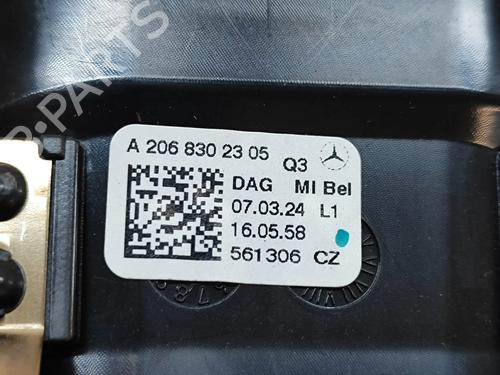 A 206 830 23 05 Q3
DAG MI Bel
07.03.24 L1
16.05.58
561306 CZ